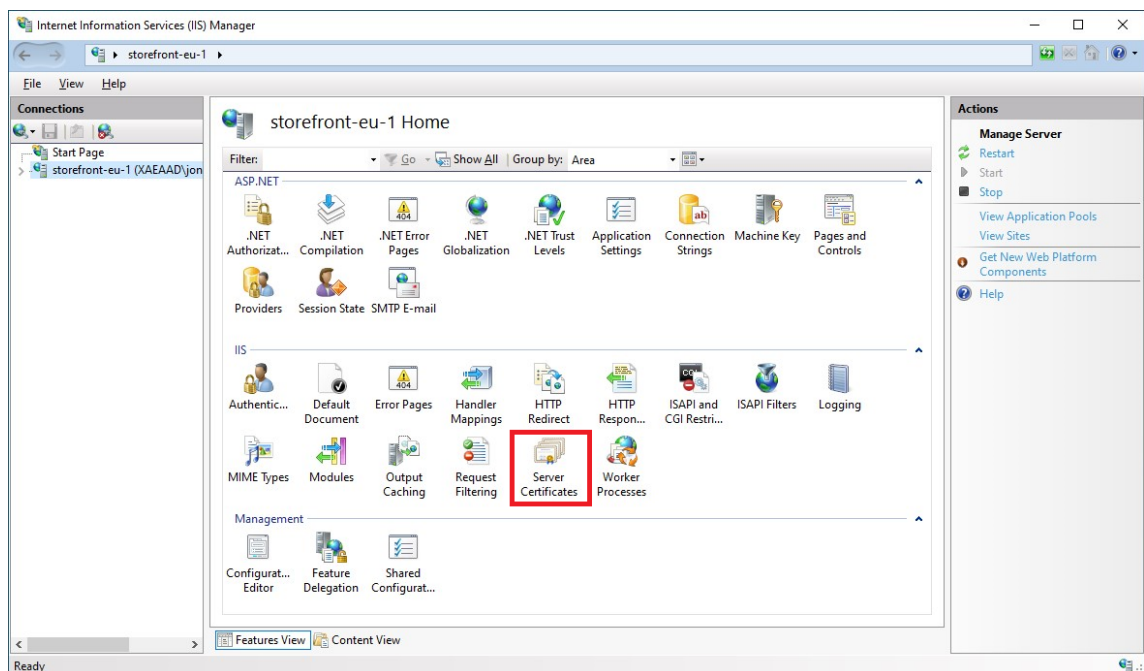 Internet Information Services (IIS) Manager
storefront-eu-1
File View Help
Connections
Start Page
storefront-eu-1 (XAEAAD\jon
storefront-eu-1 Home
Filter: Go Show All Group by: Area
ASP.NET
.NET Authorizat...
.NET Compilation
.NET Error Pages
.NET Globalization
.NET Trust Levels
Application Settings
Connection Strings
Machine Key
Pages and Controls
Providers
Session State
SMTP E-mail
IIS
Authentic...
Default Document
Error Pages
Handler Mappings
HTTP Redirect
HTTP Respon...
ISAPI and CGI Restri...
ISAPI Filters
Logging
MIME Types
Modules
Output Caching
Request Filtering
Server Certificates
Worker Processes
Management
Configurat... Editor
Feature Delegation
Shared Configurat...
Features View
Content View
Actions
Manage Server
Restart
Start
Stop
View Application Pools
View Sites
Get New Web Platform
Components
Help
Ready